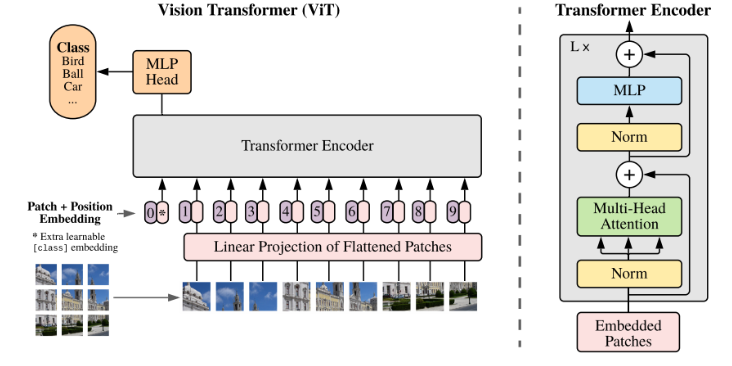 Vision Transformer (ViT)
Class
Bird
Ball
Car
...
MLP
Head
Transformer Encoder
Patch + Position
Embedding
0 * 1 2 3 4 5 6 7 8 9
* Extra learnable
[class] embedding
Linear Projection of Flattened Patches
Transformer Encoder
L ×
+
MLP
Norm
+
Multi-Head
Attention
Norm
Embedded
Patches